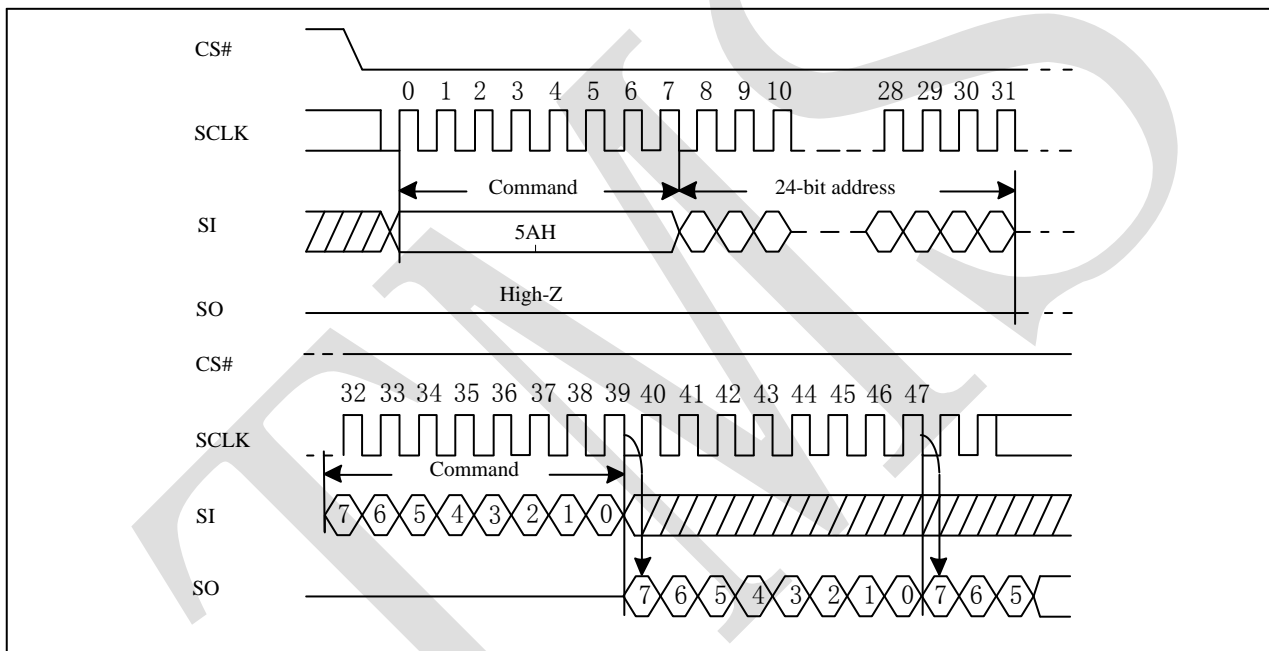 CS#
0 1 2 3 4 5 6 7 8 9 10 28 29 30 31
SCLK
Command 24-bit address
SI 5AH
High-Z
SO
CS#
32 33 34 35 36 37 38 39 40 41 42 43 44 45 46 47
SCLK
Command
SI 7 6 5 4 3 2 1 0
SO 7 6 5 4 3 2 1 0 7 6 5
TMS